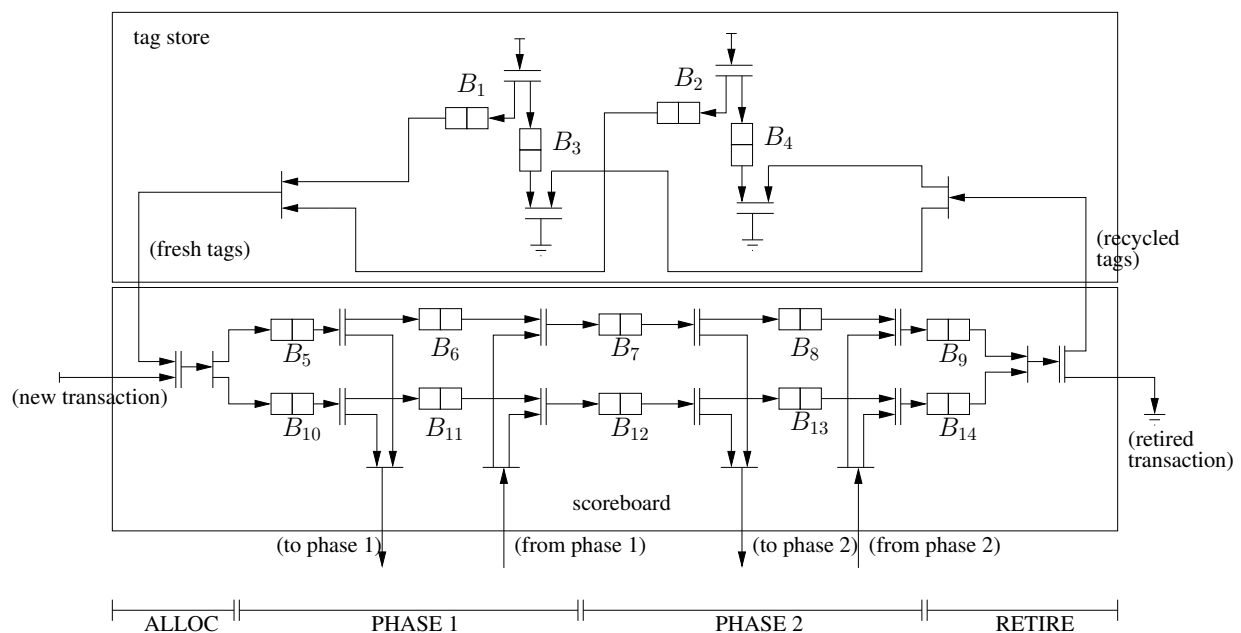 tag store
B1
B2
B3
B4
(fresh tags)
(recycled
tags)
B5
B6
B7
B8
B9
(new transaction)
B10
B11
B12
B13
B14
(retired
transaction)
scoreboard
(to phase 1)
(from phase 1)
(to phase 2)
(from phase 2)
ALLOC
PHASE 1
PHASE 2
RETIRE